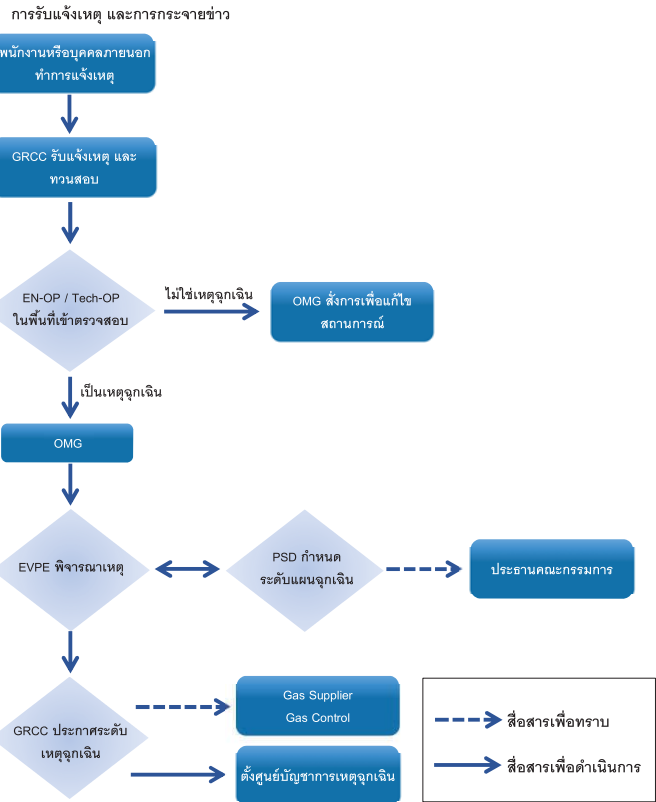 การรับแจ้งเหตุ และการกระจายข่าว
พนักงานหรือบุคคลภายนอก
ทำการแจ้งเหตุ
GRCC รับแจ้งเหตุ และ
ทวนสอบ
EN-OP / Tech-OP
ในพื้นที่เข้าตรวจสอบ
ไม่ใช่เหตุฉุกเฉิน
OMG สั่งการเพื่อแก้ไข
สถานการณ์
เป็นเหตุฉุกเฉิน
OMG
EVPE พิจารณาเหตุ
PSD กำหนด
ระดับแผนฉุกเฉิน
ประธานคณะกรรมการ
GRCC ประกาศระดับ
เหตุฉุกเฉิน
Gas Supplier
Gas Control
ตั้งศูนย์บัญชาการเหตุฉุกเฉิน
สื่อสารเพื่อทราบ
สื่อสารเพื่อดำเนินการ